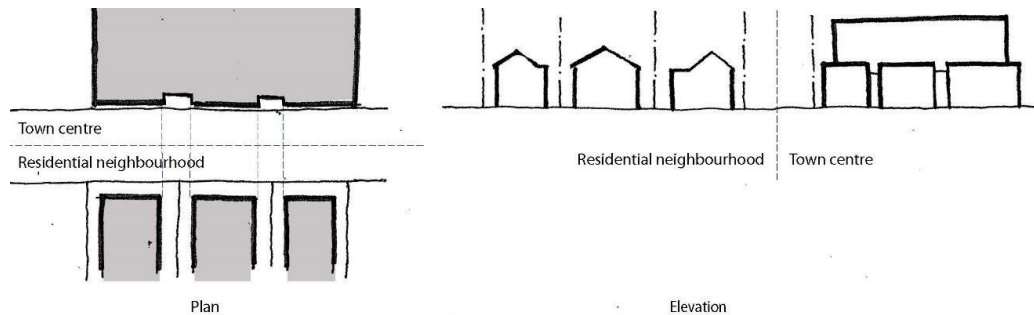 Town centre
Residential neighbourhood
Plan
Residential neighbourhood
Town centre
Elevation